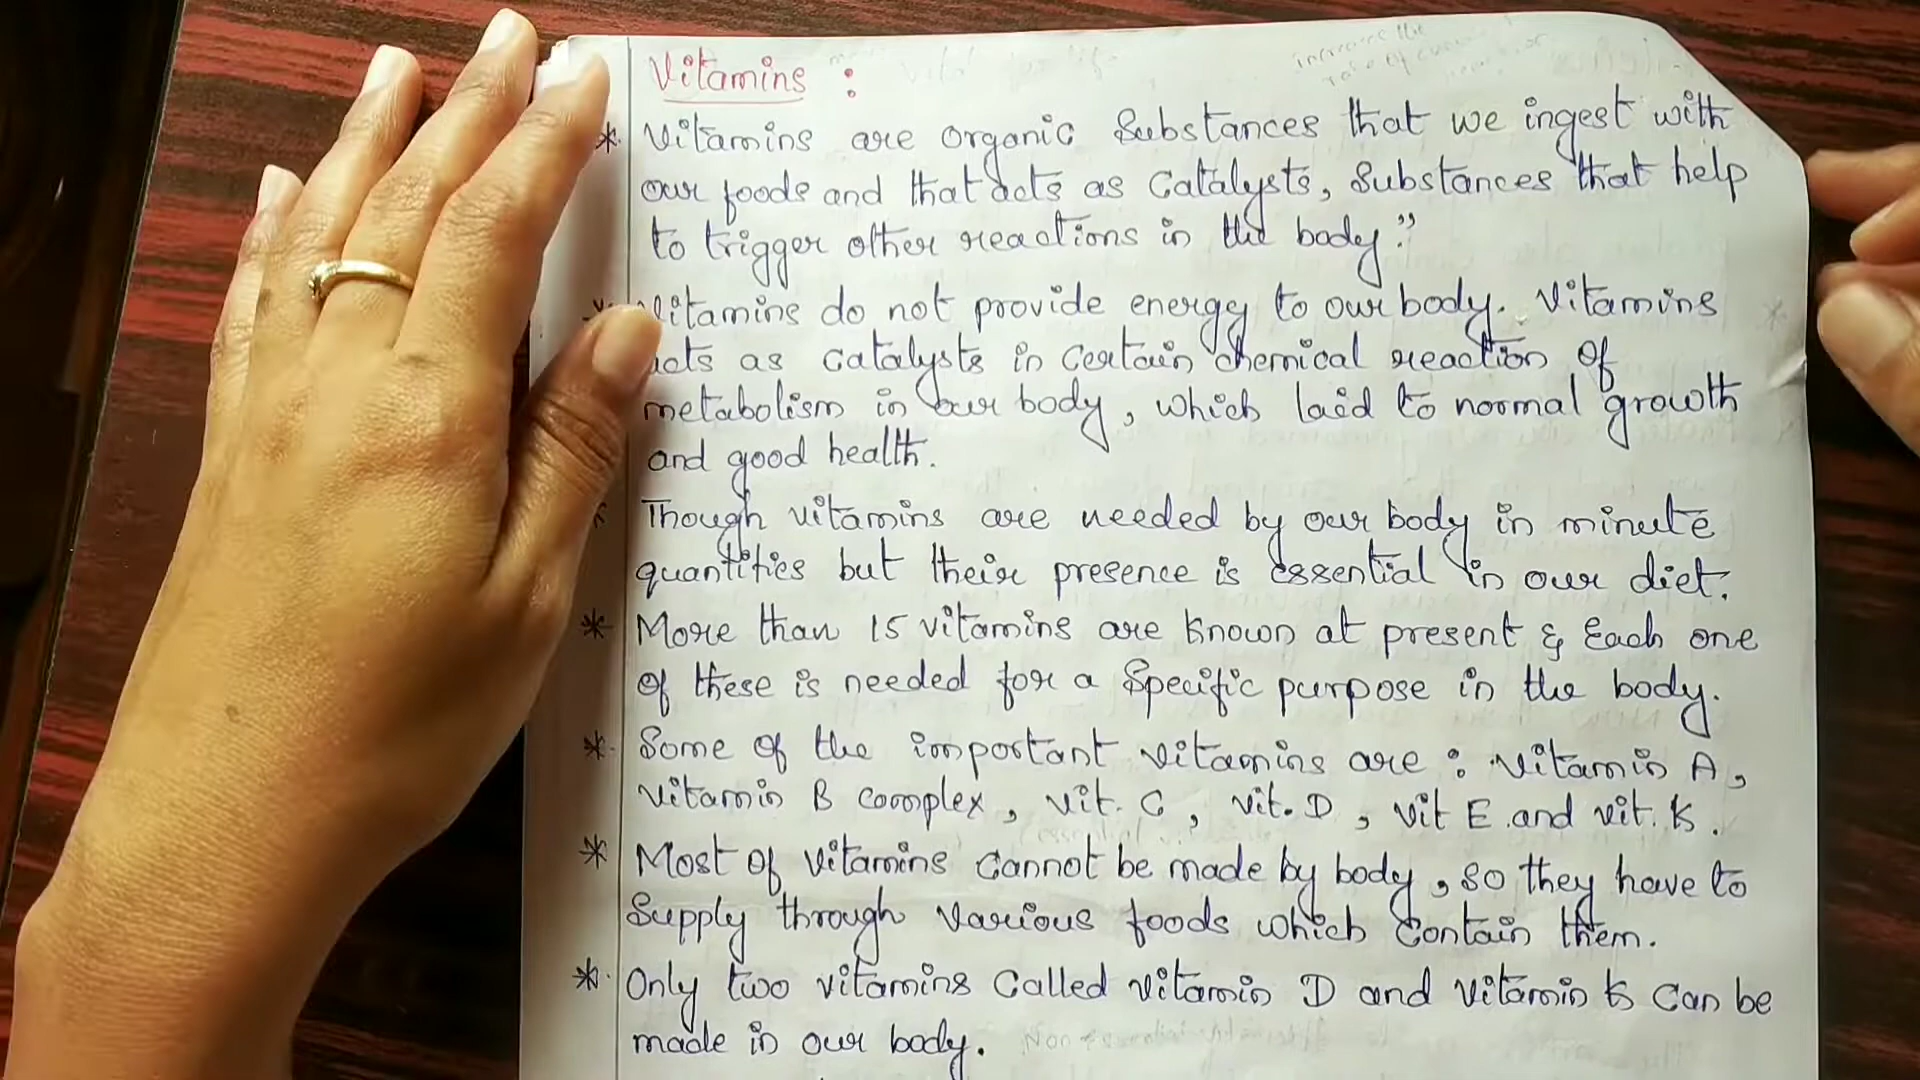 Vitamins :
* Vitamins are organic Substances that we ingest with
our foods and that acts as Catalysts, Substances that help
to trigger other reactions in the body."
Vitamins do not provide energy to our body. Vitamins
acts as catalysts in certain chemical reaction of
metabolism in our body, which laid to normal growth
and good health.
Though vitamins are needed by our body in minute
quantities but their presence is essential in our diet.
* More than 15 vitamins are known at present & Each one
of these is needed for a Specific purpose in the body.
* Some of the important vitamins are : vitamin A,
vitamin B complex, vit. C, vit. D, vit E and vit. K.
* Most of vitamins cannot be made by body, so they have to
Supply through various foods which contain them.
* Only two vitamins called vitamin D and vitamin K can be
made in our body.